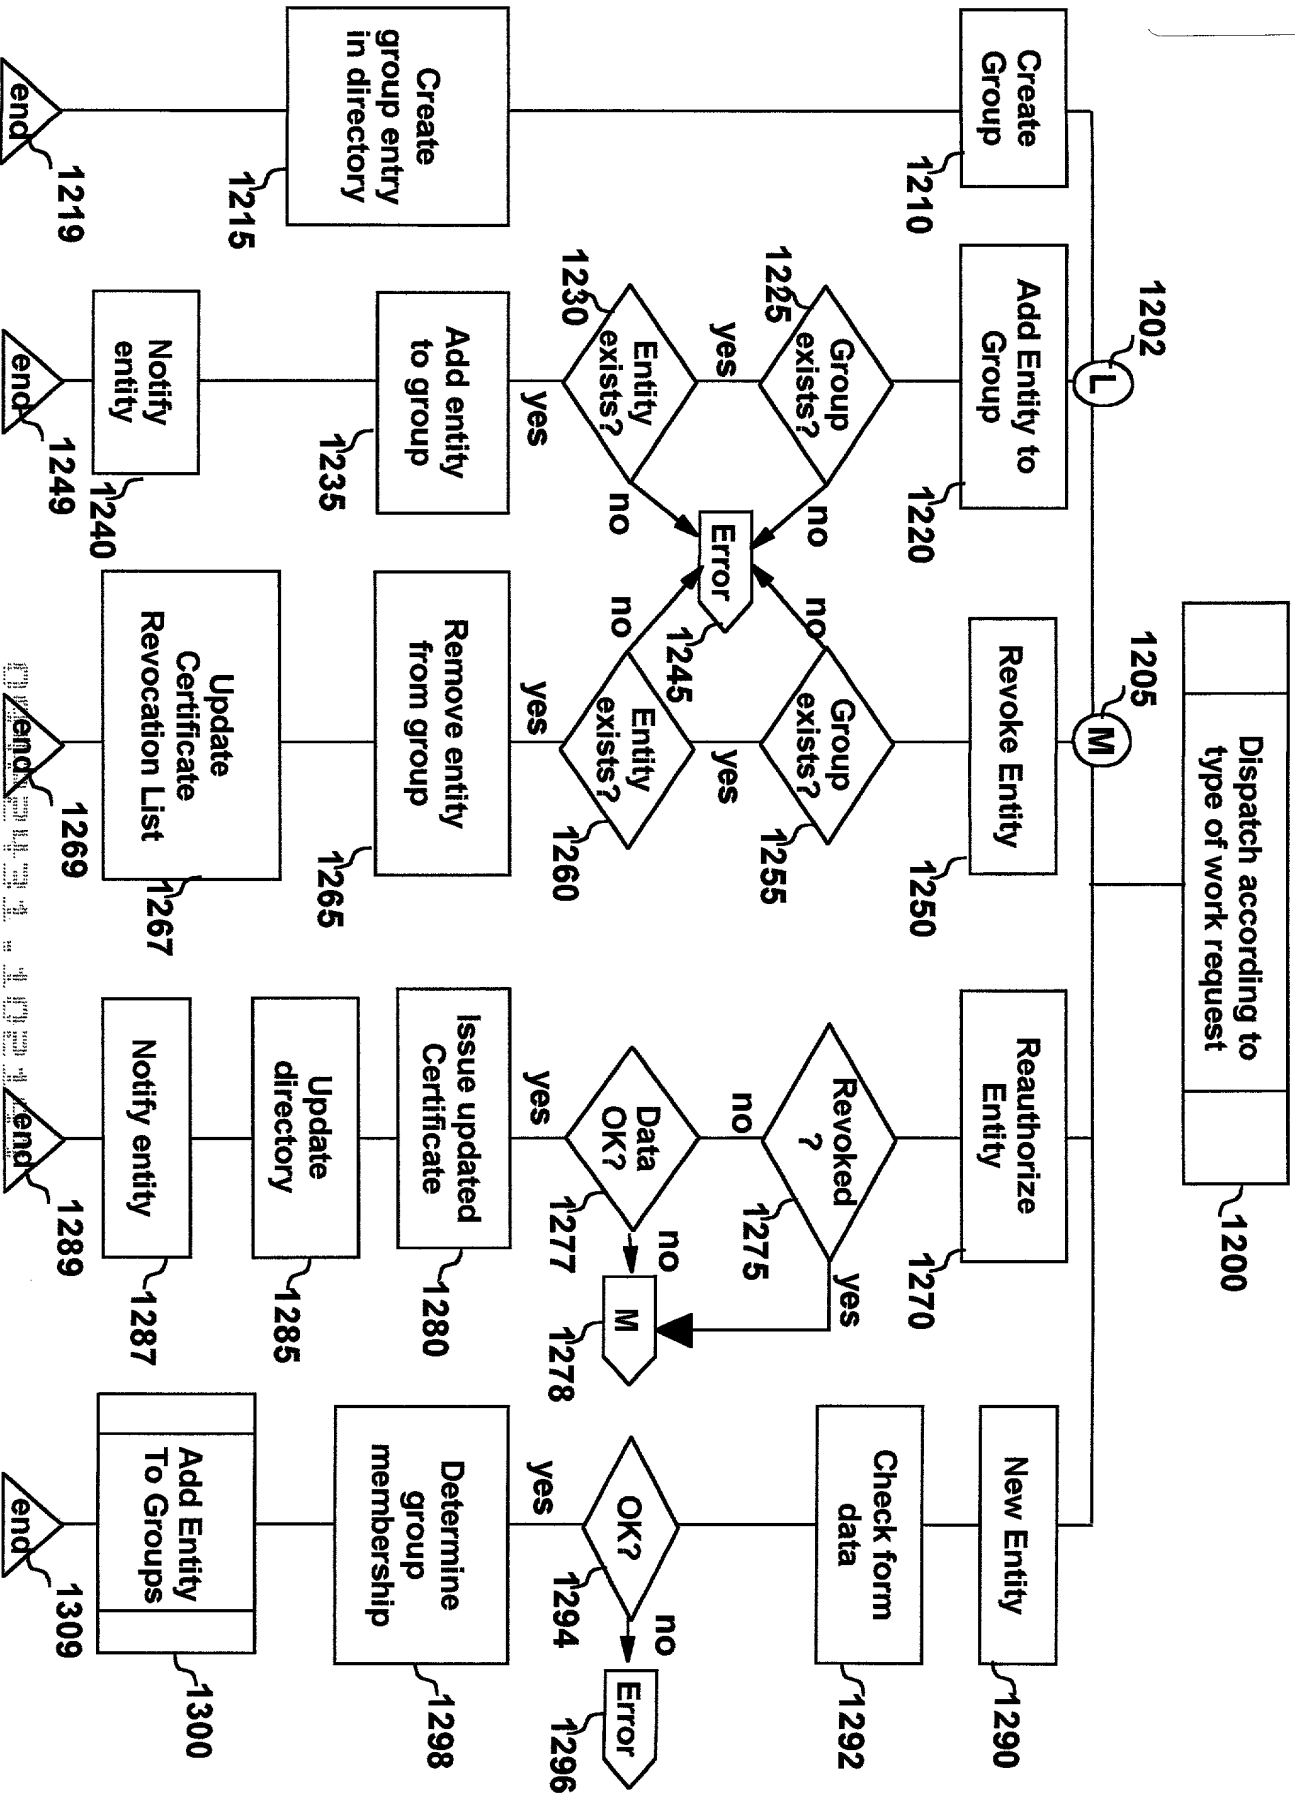 Dispatch according to
type of work request
1200
1202
L
1205
M
Create
Group
1210
Create
group entry
in directory
1215
end
1219
Add Entity to
Group
1220
Group
exists?
1225
no
yes
Entity
exists?
1230
no
yes
Error
1245
Add entity
to group
1235
Notify
entity
1240
end
1249
Revoke Entity
1250
Group
exists?
1255
no
yes
Entity
exists?
1260
no
yes
Remove entity
from group
1265
Update
Certificate
Revocation List
1267
end
1269
Reauthorize
Entity
1270
Revoked
?
1275
yes
no
Data
OK?
1277
no
M
1278
yes
Issue updated
Certificate
1280
Update
directory
1285
Notify entity
1287
end
1289
New Entity
1290
Check form
data
1292
OK?
1294
no
Error
1296
yes
Determine
group
membership
1298
Add Entity
To Groups
1300
end
1309